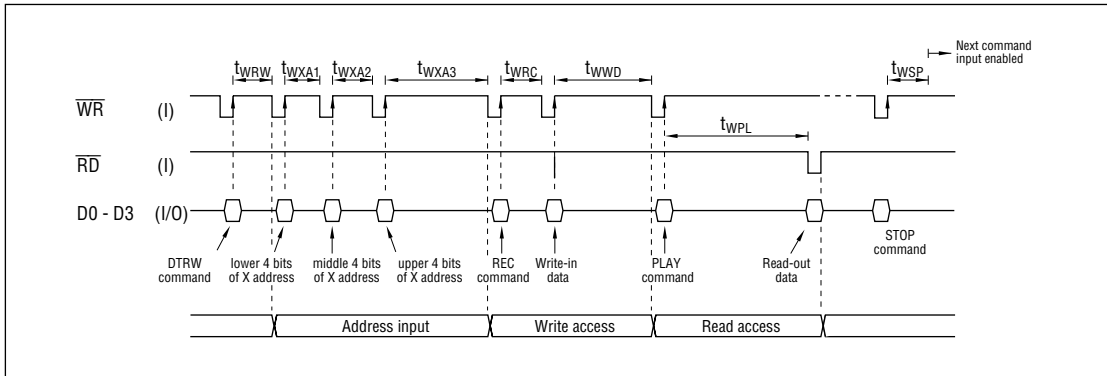 Next command
input enabled
tWRW tWXA1 tWXA2 tWXA3 tWRC tWWD tWSP
WR (I)
tWPL
RD (I)
D0 - D3 (I/O)
DTRW
command
lower 4 bits
of X address
middle 4 bits
of X address
upper 4 bits
of X address
REC
command
Write-in
data
PLAY
command
Read-out
data
STOP
command
Address input Write access Read access